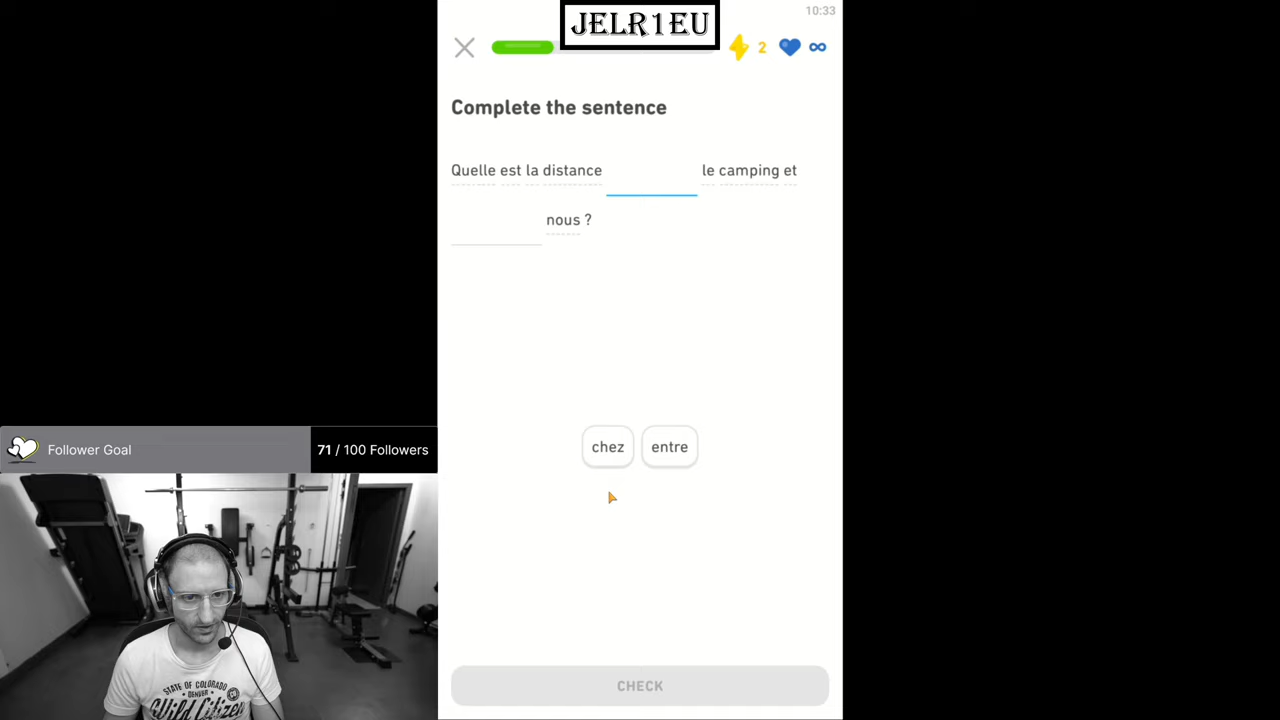 10:33
JELR1EU
2
Complete the sentence
Quelle est la distance le camping et
nous ?
chez entre
Follower Goal 71 / 100 Followers
STATE OF COLORADO
DENVER
Wild Citizen
CHECK